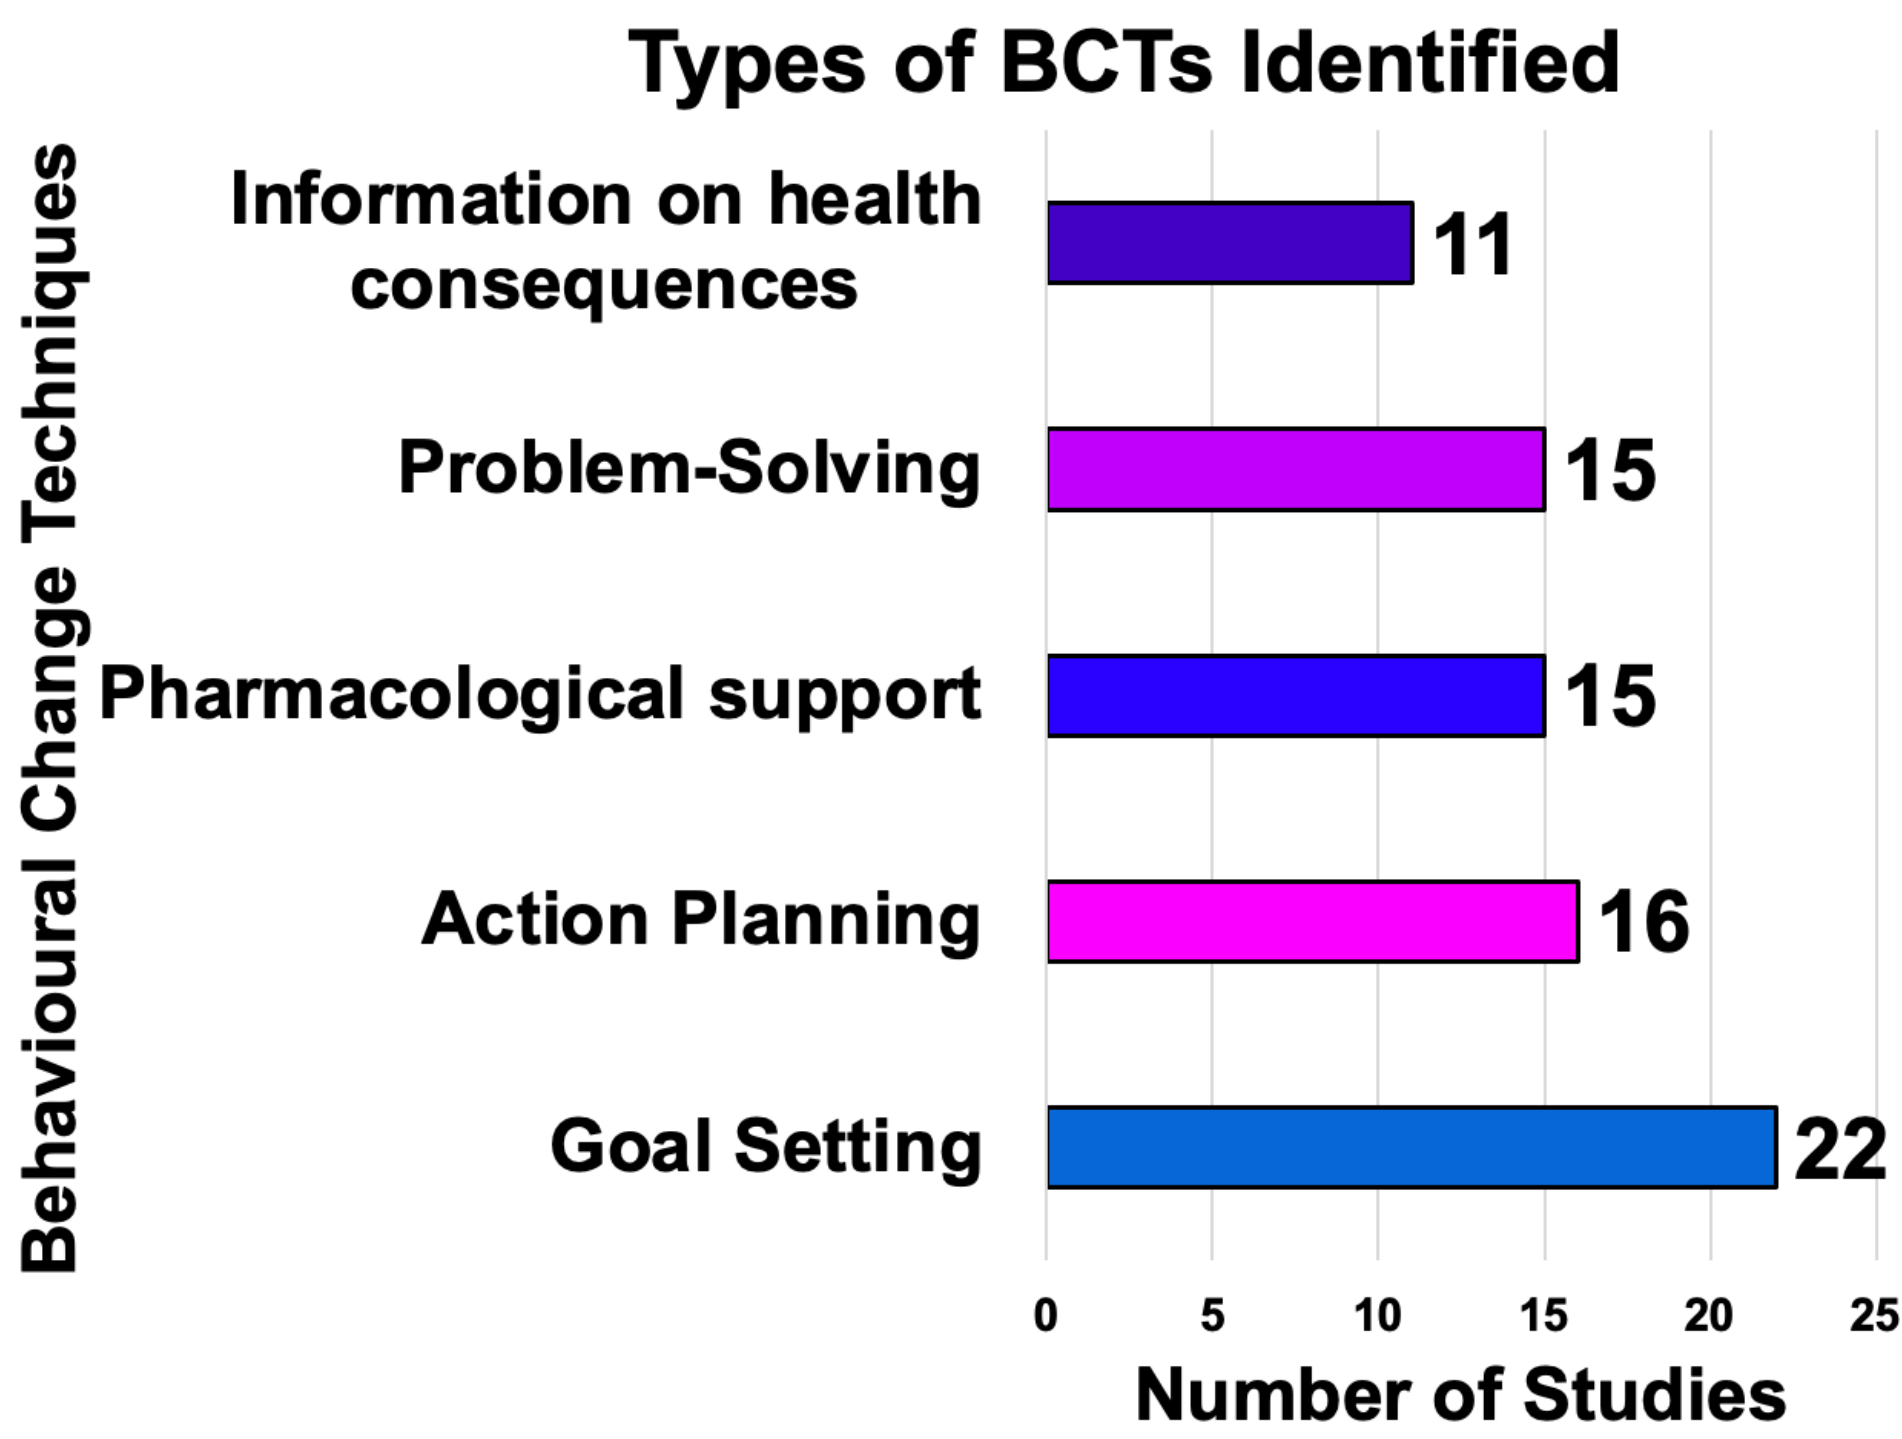 Types of BCTs Identified
Behavioural Change Techniques
Information on health
consequences
11
Problem-Solving
15
Pharmacological support
15
Action Planning
16
Goal Setting
22
0 5 10 15 20 25
Number of Studies